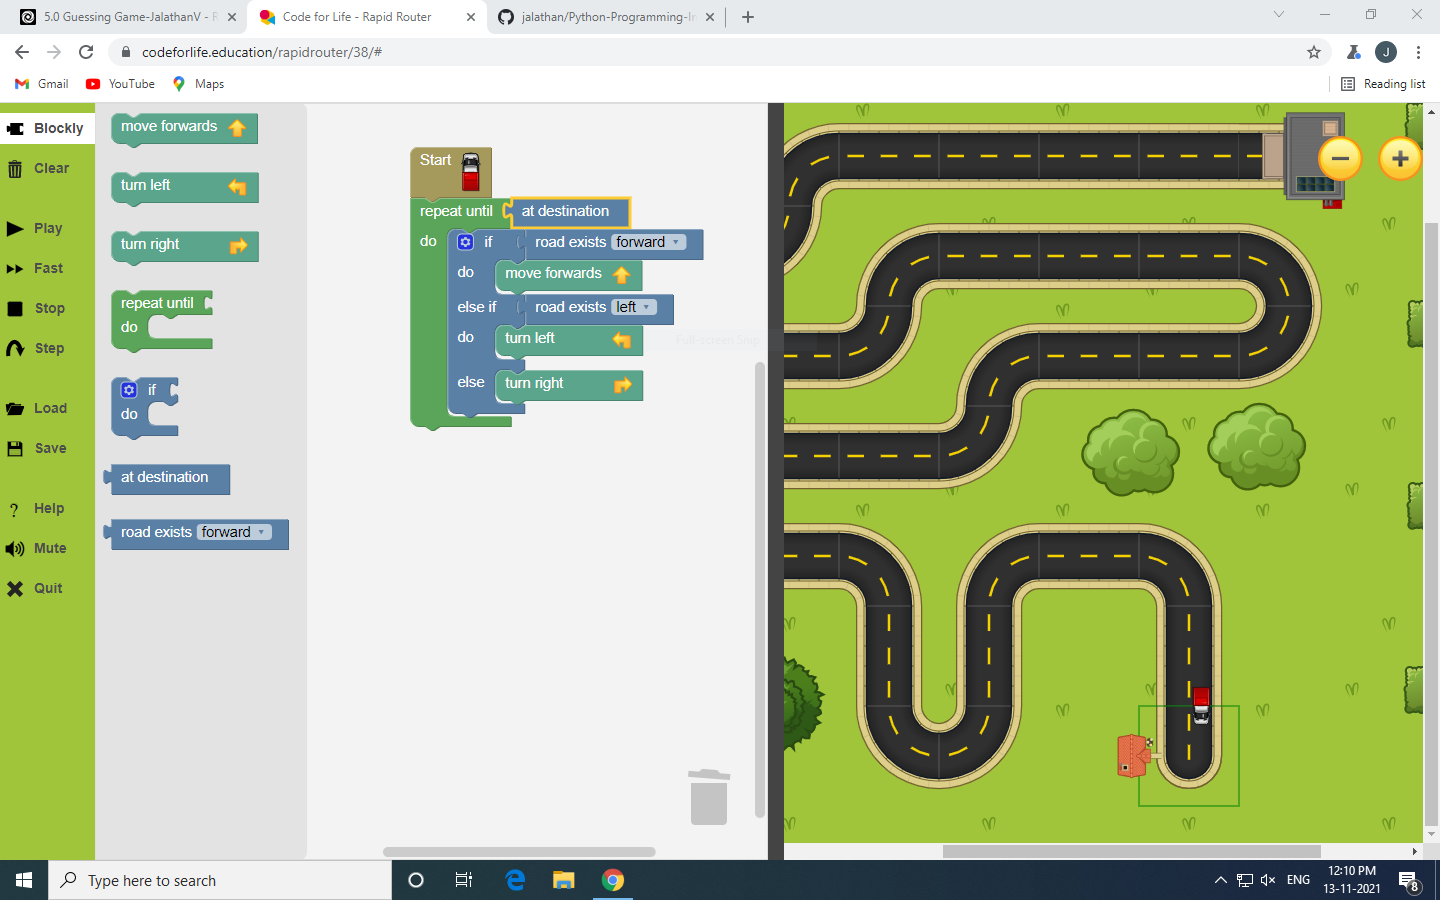 5.0 Guessing Game-JalathanV - R
Code for Life - Rapid Router
jalathan/Python-Programming-In
codeforlife.education/rapidrouter/38/#
J
Gmail
YouTube
Maps
Reading list
Blockly
Clear
Play
Fast
Stop
Step
Load
Save
Help
Mute
Quit
move forwards
turn left
turn right
repeat until
do
if
do
at destination
road exists forward
Start
repeat until at destination
do if road exists forward
do move forwards
else if road exists left
do turn left
else turn right
Full-screen Snip
Type here to search
ENG
12:10 PM
13-11-2021
8